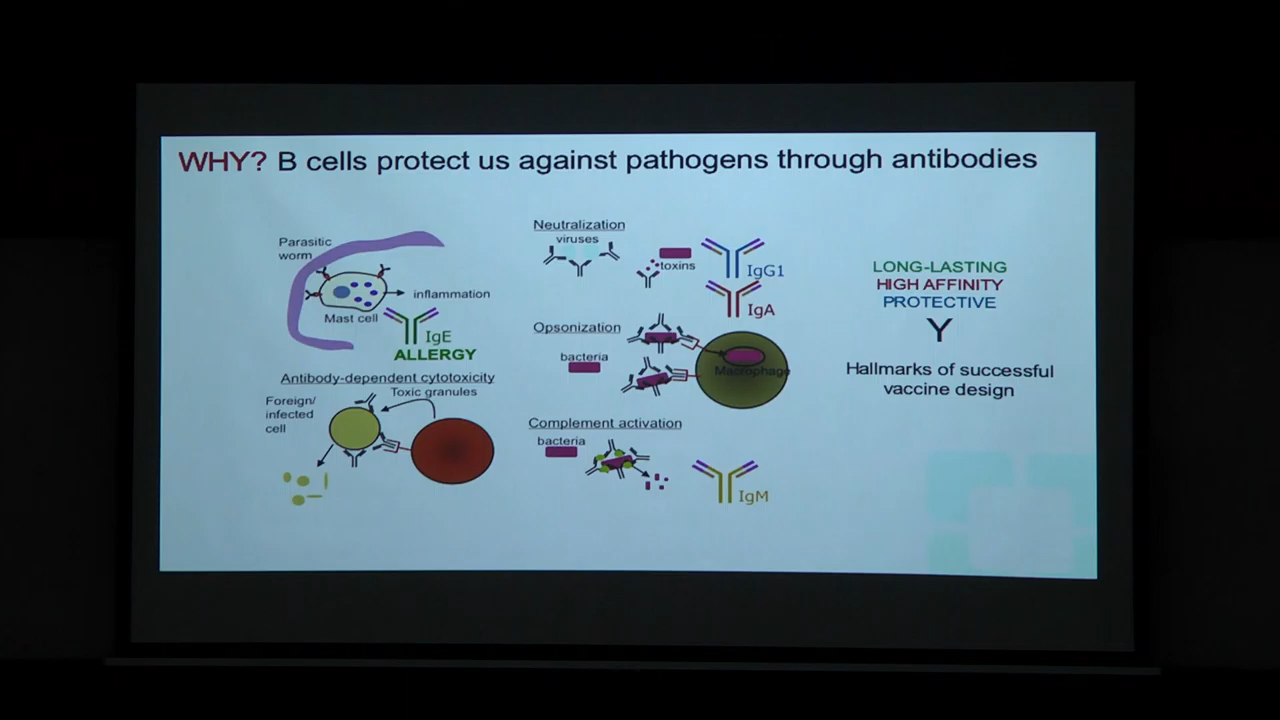 WHY? B cells protect us against pathogens through antibodies
Parasitic
worm
inflammation
Mast cell
IgE
ALLERGY
Antibody-dependent cytotoxicity
Toxic granules
Foreign/
infected
cell
Neutralization
viruses
toxins
IgG1
IgA
Opsonization
bacteria
Macrophage
Complement activation
bacteria
IgM
LONG-LASTING
HIGH AFFINITY
PROTECTIVE
Hallmarks of successful
vaccine design